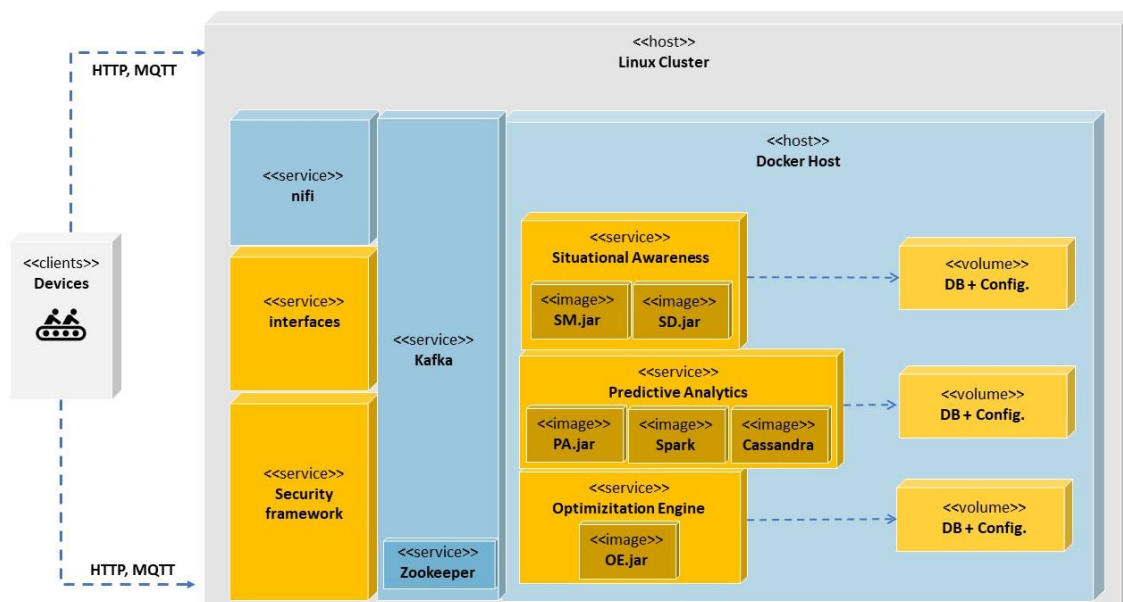 <<host>>
Linux Cluster
HTTP, MQTT
<<clients>>
Devices
<<service>>
nifi
<<service>>
interfaces
<<service>>
Security
framework
<<service>>
Kafka
<<service>>
Zookeeper
<<host>>
Docker Host
<<service>>
Situational Awareness
<<image>>
SM.jar
<<image>>
SD.jar
<<volume>>
DB + Config.
<<service>>
Predictive Analytics
<<image>>
PA.jar
<<image>>
Spark
<<image>>
Cassandra
<<volume>>
DB + Config.
<<service>>
Optimizitation Engine
<<image>>
OE.jar
<<volume>>
DB + Config.
HTTP, MQTT